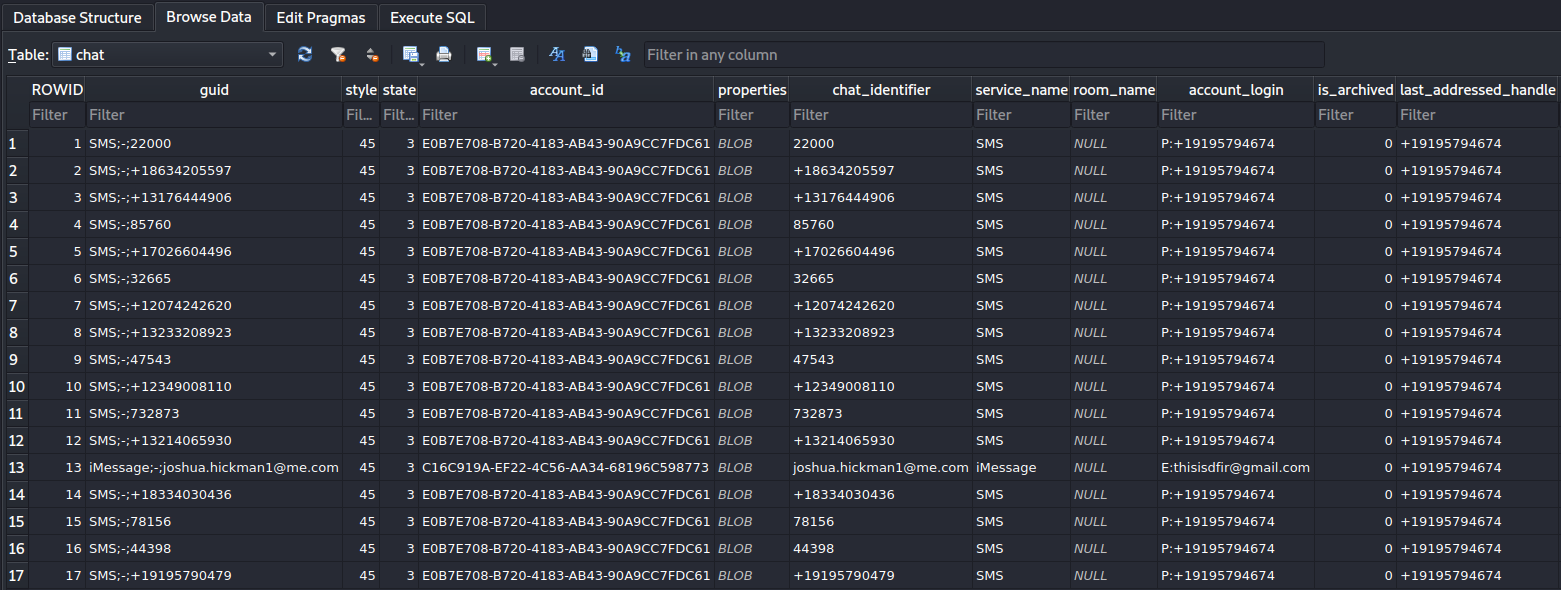 Database Structure Browse Data Edit Pragmas Execute SQL
Table: chat Filter in any column
ROWID guid style state account_id properties chat_identifier service_name room_name account_login is_archived last_addressed_handle
Filter Filter Fil... Filt... Filter Filter Filter Filter Filter Filter Filter Filter
1 1 SMS;-;22000 45 3 E0B7E708-B720-4183-AB43-90A9CC7FDC61 BLOB 22000 SMS NULL P:+19195794674 0 +19195794674
2 2 SMS;-;+18634205597 45 3 E0B7E708-B720-4183-AB43-90A9CC7FDC61 BLOB +18634205597 SMS NULL P:+19195794674 0 +19195794674
3 3 SMS;-;+13176444906 45 3 E0B7E708-B720-4183-AB43-90A9CC7FDC61 BLOB +13176444906 SMS NULL P:+19195794674 0 +19195794674
4 4 SMS;-;85760 45 3 E0B7E708-B720-4183-AB43-90A9CC7FDC61 BLOB 85760 SMS NULL P:+19195794674 0 +19195794674
5 5 SMS;-;+17026604496 45 3 E0B7E708-B720-4183-AB43-90A9CC7FDC61 BLOB +17026604496 SMS NULL P:+19195794674 0 +19195794674
6 6 SMS;-;32665 45 3 E0B7E708-B720-4183-AB43-90A9CC7FDC61 BLOB 32665 SMS NULL P:+19195794674 0 +19195794674
7 7 SMS;-;+12074242620 45 3 E0B7E708-B720-4183-AB43-90A9CC7FDC61 BLOB +12074242620 SMS NULL P:+19195794674 0 +19195794674
8 8 SMS;-;+13233208923 45 3 E0B7E708-B720-4183-AB43-90A9CC7FDC61 BLOB +13233208923 SMS NULL P:+19195794674 0 +19195794674
9 9 SMS;-;47543 45 3 E0B7E708-B720-4183-AB43-90A9CC7FDC61 BLOB 47543 SMS NULL P:+19195794674 0 +19195794674
10 10 SMS;-;+12349008110 45 3 E0B7E708-B720-4183-AB43-90A9CC7FDC61 BLOB +12349008110 SMS NULL P:+19195794674 0 +19195794674
11 11 SMS;-;732873 45 3 E0B7E708-B720-4183-AB43-90A9CC7FDC61 BLOB 732873 SMS NULL P:+19195794674 0 +19195794674
12 12 SMS;-;+13214065930 45 3 E0B7E708-B720-4183-AB43-90A9CC7FDC61 BLOB +13214065930 SMS NULL P:+19195794674 0 +19195794674
13 13 iMessage;-;joshua.hickman1@me.com 45 3 C16C919A-EF22-4C56-AA34-68196C598773 BLOB joshua.hickman1@me.com iMessage NULL E:thisisdfir@gmail.com 0 +19195794674
14 14 SMS;-;+18334030436 45 3 E0B7E708-B720-4183-AB43-90A9CC7FDC61 BLOB +18334030436 SMS NULL P:+19195794674 0 +19195794674
15 15 SMS;-;78156 45 3 E0B7E708-B720-4183-AB43-90A9CC7FDC61 BLOB 78156 SMS NULL P:+19195794674 0 +19195794674
16 16 SMS;-;44398 45 3 E0B7E708-B720-4183-AB43-90A9CC7FDC61 BLOB 44398 SMS NULL P:+19195794674 0 +19195794674
17 17 SMS;-;+19195790479 45 3 E0B7E708-B720-4183-AB43-90A9CC7FDC61 BLOB +19195790479 SMS NULL P:+19195794674 0 +19195794674